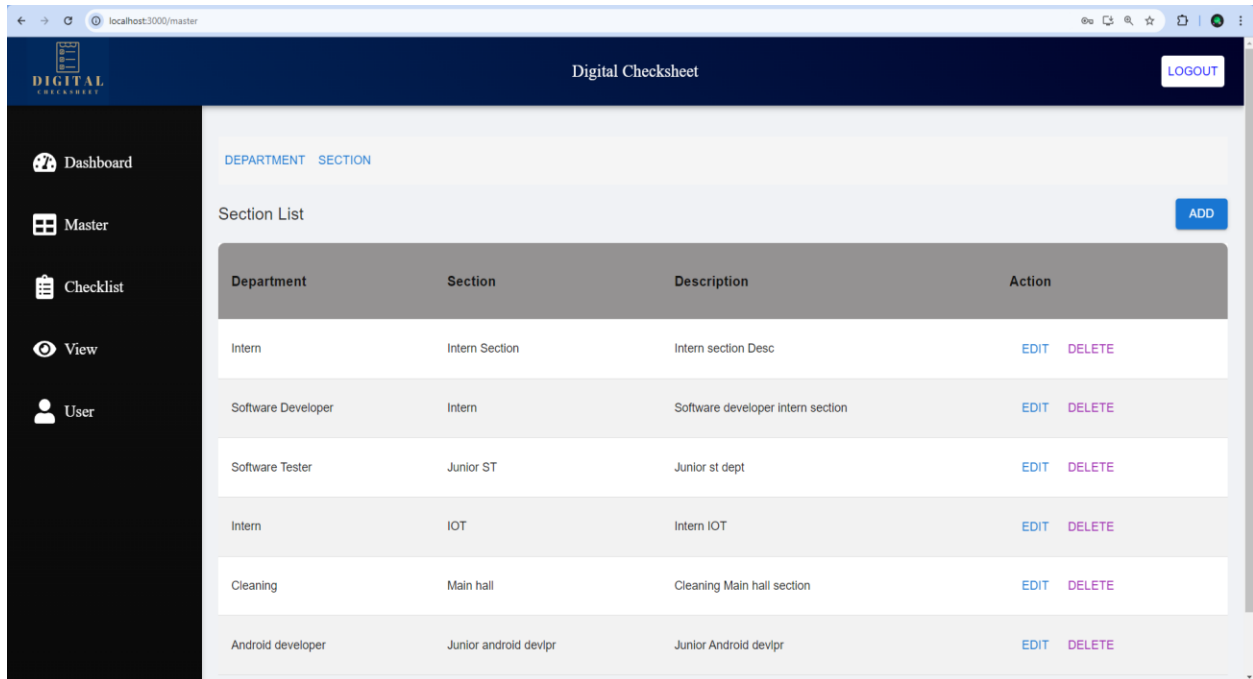 localhost:3000/master
DIGITAL
CHECKSHEET
Digital Checksheet
LOGOUT
Dashboard
Master
Checklist
View
User
DEPARTMENT SECTION
Section List
ADD
Department Section Description Action
Intern Intern Section Intern section Desc EDIT DELETE
Software Developer Intern Software developer intern section EDIT DELETE
Software Tester Junior ST Junior st dept EDIT DELETE
Intern IOT Intern IOT EDIT DELETE
Cleaning Main hall Cleaning Main hall section EDIT DELETE
Android developer Junior android devlpr Junior Android devlpr EDIT DELETE